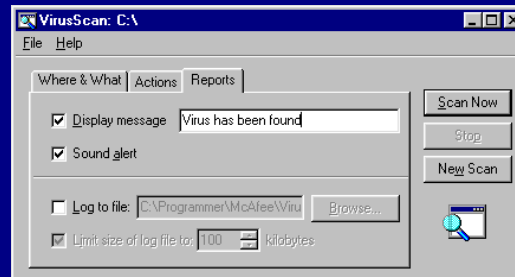 VirusScan: C:\
File Help
Where & What Actions Reports
Display message Virus has been found
Sound alert
Log to file: C:\Programmer\McAfee\Viru Browse...
Limit size of log file to: 100 kilobytes
Scan Now
Stop
New Scan